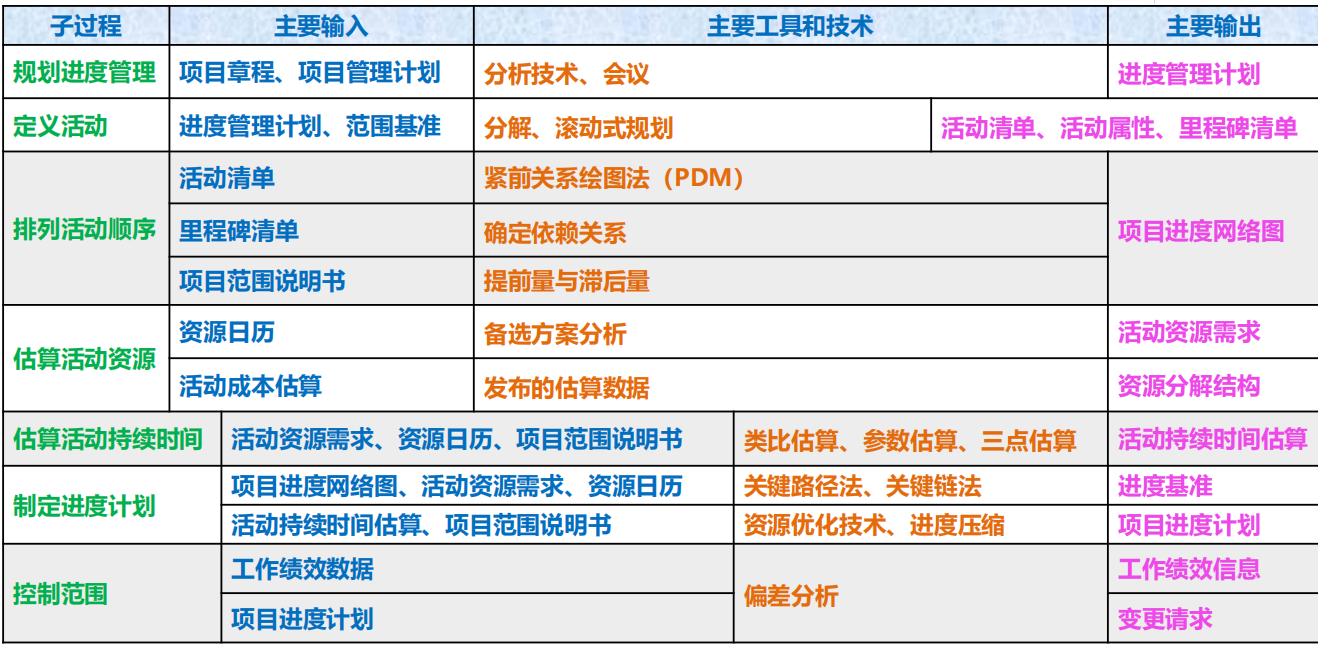 子过程 主要输入 主要工具和技术 主要输出
规划进度管理 项目章程、项目管理计划 分析技术、会议 进度管理计划
定义活动 进度管理计划、范围基准 分解、滚动式规划 活动清单、活动属性、里程碑清单
排列活动顺序
活动清单 紧前关系绘图法（PDM）
里程碑清单 确定依赖关系 项目进度网络图
项目范围说明书 提前量与滞后量
估算活动资源
资源日历 备选方案分析 活动资源需求
活动成本估算 发布的估算数据 资源分解结构
估算活动持续时间 活动资源需求、资源日历、项目范围说明书 类比估算、参数估算、三点估算 活动持续时间估算
制定进度计划
项目进度网络图、活动资源需求、资源日历 关键路径法、关键链法 进度基准
活动持续时间估算、项目范围说明书 资源优化技术、进度压缩 项目进度计划
控制范围
工作绩效数据 偏差分析 工作绩效信息
项目进度计划 变更请求